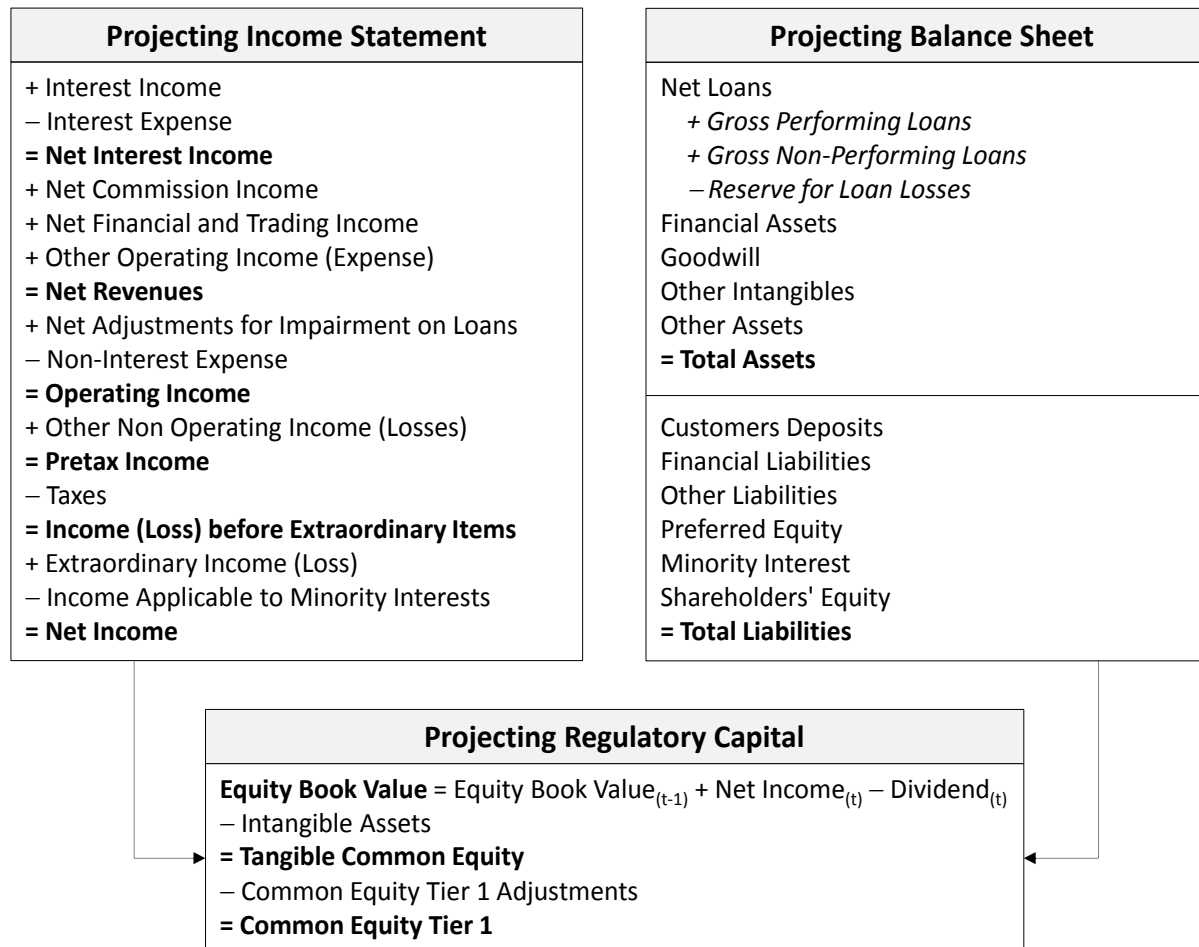 Projecting Income Statement
+ Interest Income
− Interest Expense
= Net Interest Income
+ Net Commission Income
+ Net Financial and Trading Income
+ Other Operating Income (Expense)
= Net Revenues
+ Net Adjustments for Impairment on Loans
− Non-Interest Expense
= Operating Income
+ Other Non Operating Income (Losses)
= Pretax Income
− Taxes
= Income (Loss) before Extraordinary Items
+ Extraordinary Income (Loss)
− Income Applicable to Minority Interests
= Net Income
Projecting Balance Sheet
Net Loans
+ Gross Performing Loans
+ Gross Non-Performing Loans
− Reserve for Loan Losses
Financial Assets
Goodwill
Other Intangibles
Other Assets
= Total Assets
Customers Deposits
Financial Liabilities
Other Liabilities
Preferred Equity
Minority Interest
Shareholders' Equity
= Total Liabilities
Projecting Regulatory Capital
Equity Book Value = Equity Book Value(t-1) + Net Income(t) − Dividend(t)
− Intangible Assets
= Tangible Common Equity
− Common Equity Tier 1 Adjustments
= Common Equity Tier 1